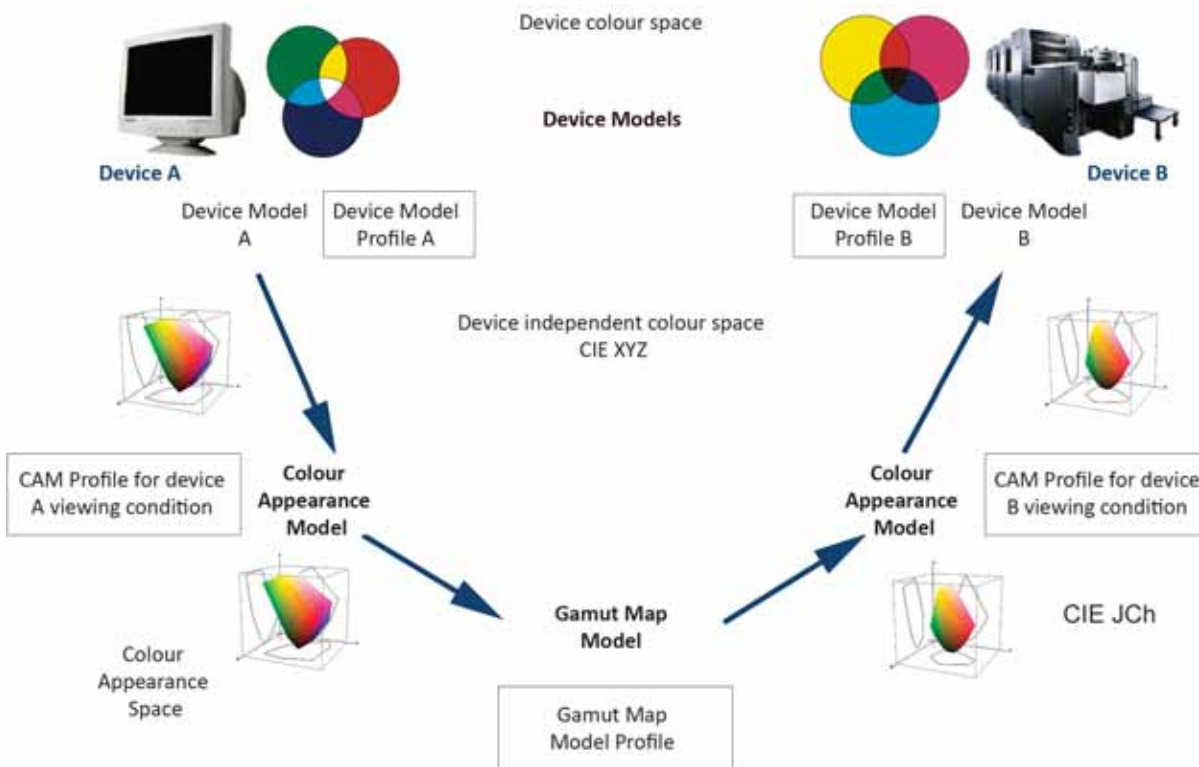 Device colour space
Device Models
Device A
Device B
Device Model
A
Device Model
Profile A
Device Model
Profile B
Device Model
B
Device independent colour space
CIE XYZ
CAM Profile for device
A viewing condition
Colour
Appearance
Model
Colour
Appearance
Model
CAM Profile for device
B viewing condition
Gamut Map
Model
CIE JCh
Colour
Appearance
Space
Gamut Map
Model Profile